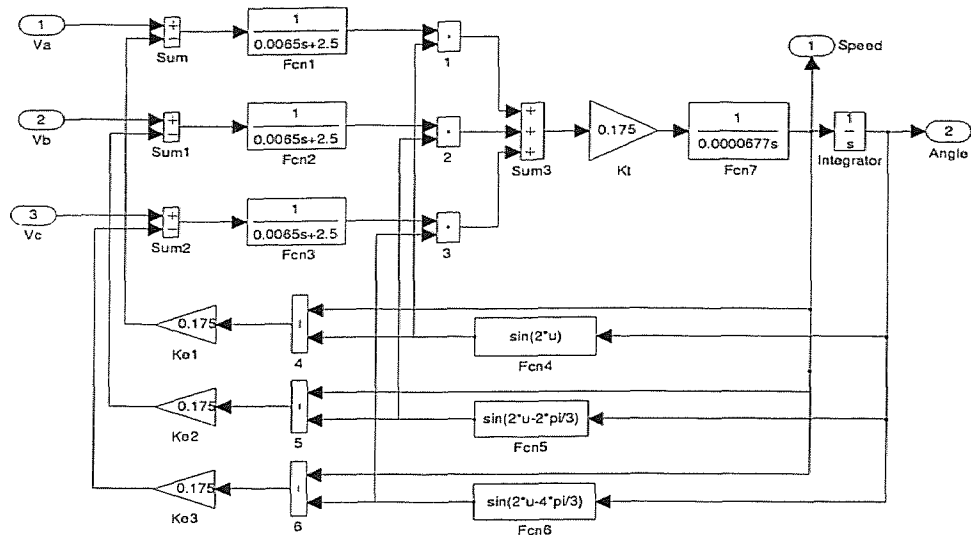 1
Va
+
−
Sum
1
0.0065s+2.5
Fcn1
1
1
Speed
2
Vb
+
−
Sum1
1
0.0065s+2.5
Fcn2
2
+
+
+
Sum3
0.175
Kt
1
0.0000677s
Fcn7
1
s
Integrator
2
Angle
3
Vc
+
−
Sum2
1
0.0065s+2.5
Fcn3
3
0.175
Ke1
4
sin(2*u)
Fcn4
0.175
Ke2
5
sin(2*u-2*pi/3)
Fcn5
0.175
Ke3
6
sin(2*u-4*pi/3)
Fcn6